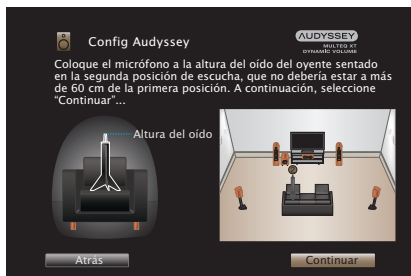 Config Audyssey
AUDYSSEY
MULTEQ XT
DYNAMIC VOLUME
Coloque el micrófono a la altura del oído del oyente sentado
en la segunda posición de escucha, que no debería estar a más
de 60 cm de la primera posición. A continuación, seleccione
“Continuar”...
Altura del oído
Atrás
Continuar